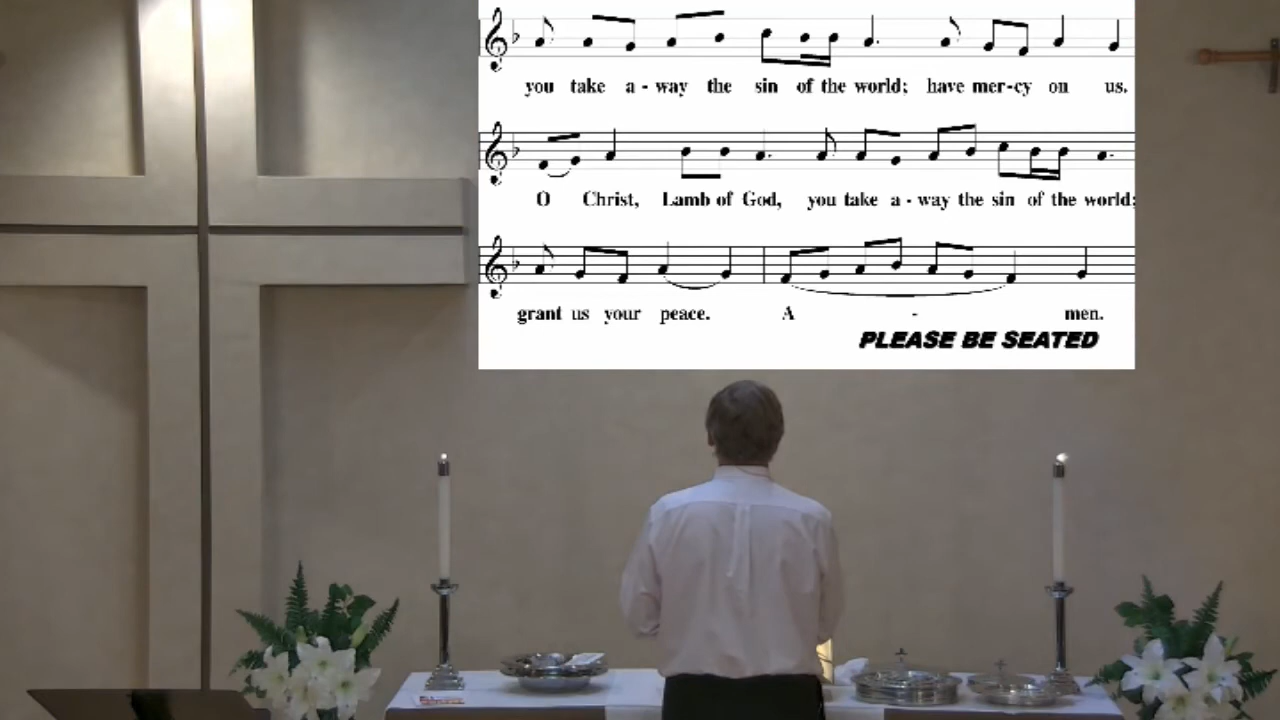 you take a - way the sin of the world; have mer-cy on us.
O Christ, Lamb of God, you take a - way the sin of the world:
grant us your peace. A - men.
PLEASE BE SEATED